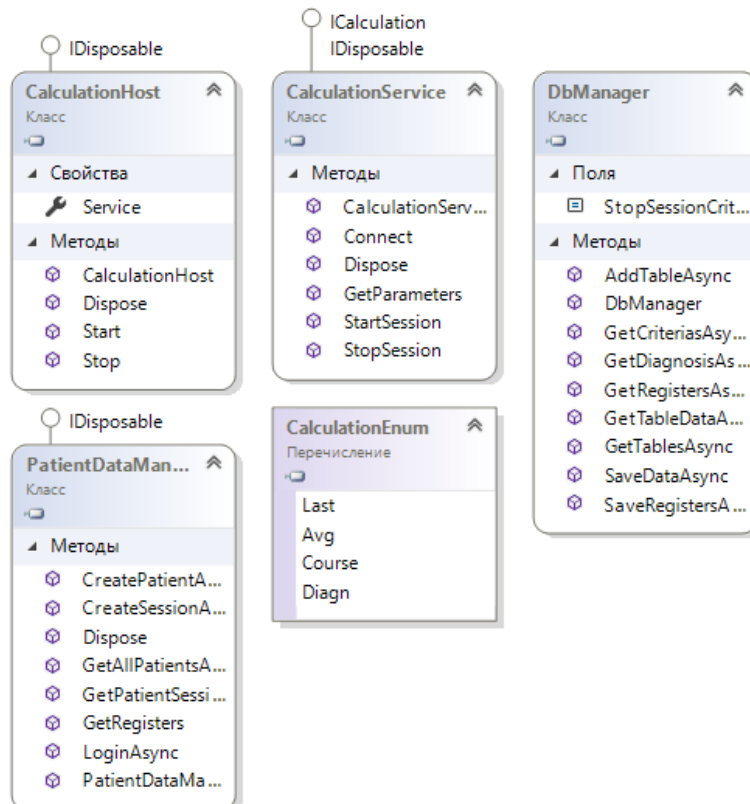 IDisposable
CalculationHost
Класс
Свойства
Service
Методы
CalculationHost
Dispose
Start
Stop
ICalculation
IDisposable
CalculationService
Класс
Методы
CalculationServ...
Connect
Dispose
GetParameters
StartSession
StopSession
DbManager
Класс
Поля
StopSessionCrit...
Методы
AddTableAsync
DbManager
GetCriteriasAsy...
GetDiagnosisAs...
GetRegistersAs...
GetTableDataA...
GetTablesAsync
SaveDataAsync
SaveRegistersA...
IDisposable
PatientDataMan...
Класс
Методы
CreatePatientA...
CreateSessionA...
Dispose
GetAllPatientsA...
GetPatientSessi...
GetRegisters
LoginAsync
PatientDataMa...
CalculationEnum
Перечисление
Last
Avg
Course
Diagn